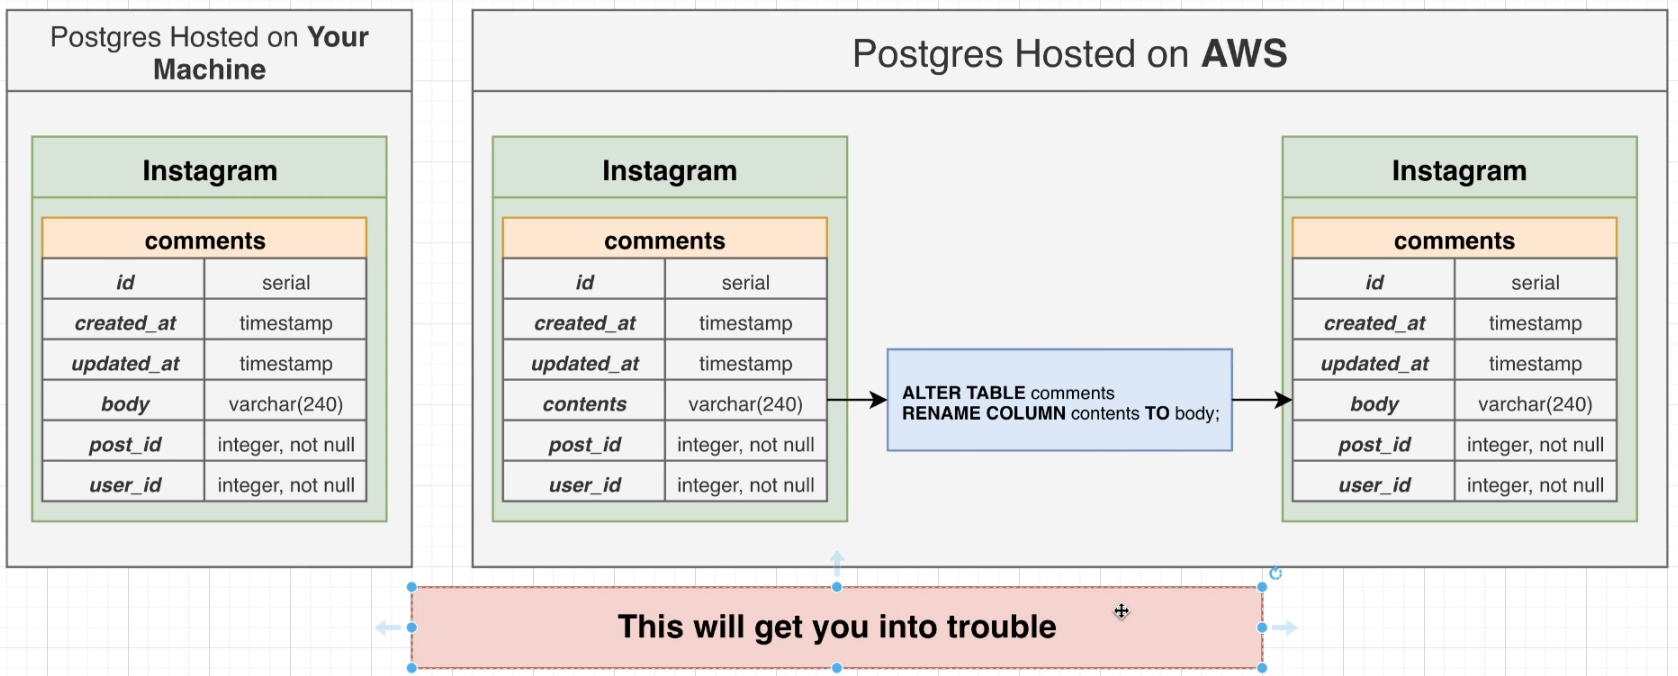 Postgres Hosted on Your
Machine
Postgres Hosted on AWS
Instagram
comments
id serial
created_at timestamp
updated_at timestamp
body varchar(240)
post_id integer, not null
user_id integer, not null
Instagram
comments
id serial
created_at timestamp
updated_at timestamp
contents varchar(240)
post_id integer, not null
user_id integer, not null
ALTER TABLE comments
RENAME COLUMN contents TO body;
Instagram
comments
id serial
created_at timestamp
updated_at timestamp
body varchar(240)
post_id integer, not null
user_id integer, not null
This will get you into trouble